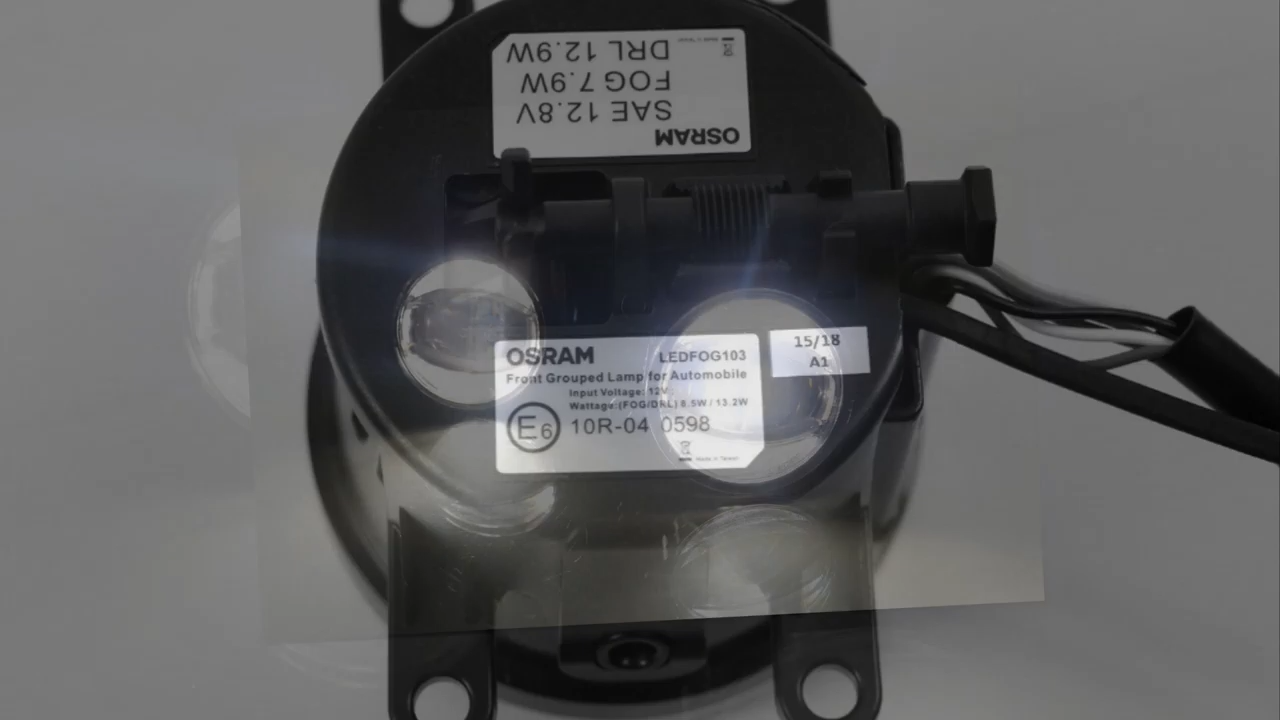 DRL 12.9W
FOG 7.9W
SAE 12.8V
OSRAM
OSRAM LEDFOG103
Front Grouped Lamp for Automobile
Input Voltage: 12V
Wattage:(FOG/DRL) 6.5W / 13.2W
E6 10R-04 0598
Made in Taiwan
15/18
A1